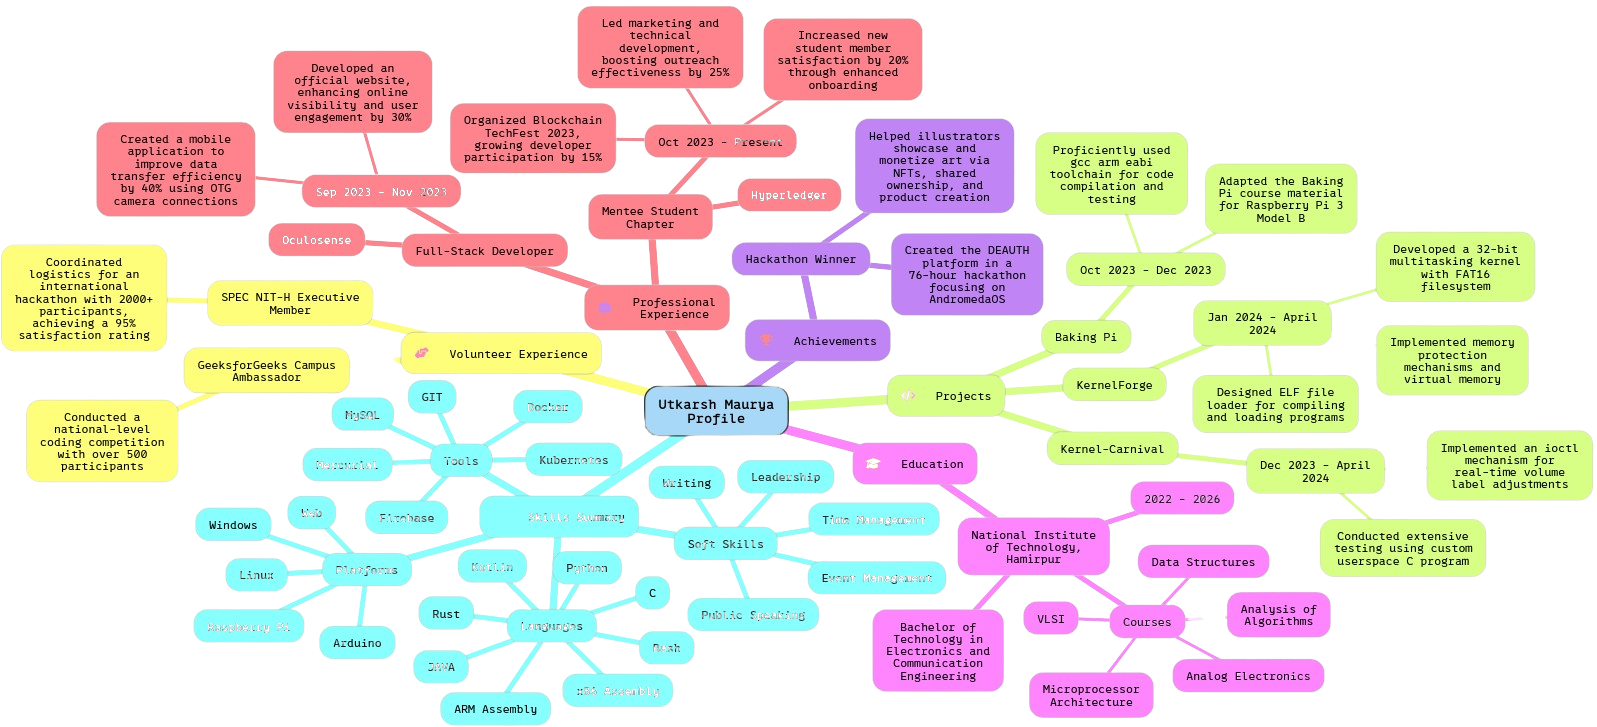 Utkarsh Maurya
Profile
Professional
Experience
Mentee Student
Chapter
Hyperledger
Oct 2023 - Present
Led marketing and
technical
development,
boosting outreach
effectiveness by 25%
Increased new
student member
satisfaction by 20%
through enhanced
onboarding
Organized Blockchain
TechFest 2023,
growing developer
participation by 15%
Full-Stack Developer
Oculosense
Sep 2023 - Nov 2023
Developed an
official website,
enhancing online
visibility and user
engagement by 30%
Created a mobile
application to
improve data
transfer efficiency
by 40% using OTG
camera connections
Volunteer Experience
SPEC NIT-H Executive
Member
Coordinated
logistics for an
international
hackathon with 2000+
participants,
achieving a 95%
satisfaction rating
GeeksforGeeks Campus
Ambassador
Conducted a
national-level
coding competition
with over 500
participants
Achievements
Hackathon Winner
Helped illustrators
showcase and
monetize art via
NFTs, shared
ownership, and
product creation
Created the DEAUTH
platform in a
76-hour hackathon
focusing on
AndromedaOS
</> Projects
Baking Pi
Oct 2023 - Dec 2023
Proficiently used
gcc arm eabi
toolchain for code
compilation and
testing
Adapted the Baking
Pi course material
for Raspberry Pi 3
Model B
KernelForge
Jan 2024 - April
2024
Developed a 32-bit
multitasking kernel
with FAT16
filesystem
Implemented memory
protection
mechanisms and
virtual memory
Designed ELF file
loader for compiling
and loading programs
Kernel-Carnival
Dec 2023 - April
2024
Implemented an ioctl
mechanism for
real-time volume
label adjustments
Conducted extensive
testing using custom
userspace C program
Education
National Institute
of Technology,
Hamirpur
2022 - 2026
Bachelor of
Technology in
Electronics and
Communication
Engineering
Courses
Data Structures
Analysis of
Algorithms
VLSI
Analog Electronics
Microprocessor
Architecture
Skills Summary
Tools
GIT
MySQL
Docker
Mercurial
Kubernetes
Firebase
Platforms
Web
Windows
Linux
Raspberry Pi
Arduino
Languages
Kotlin
Python
C
Rust
Bash
JAVA
x86 Assembly
ARM Assembly
Soft Skills
Writing
Leadership
Time Management
Event Management
Public Speaking